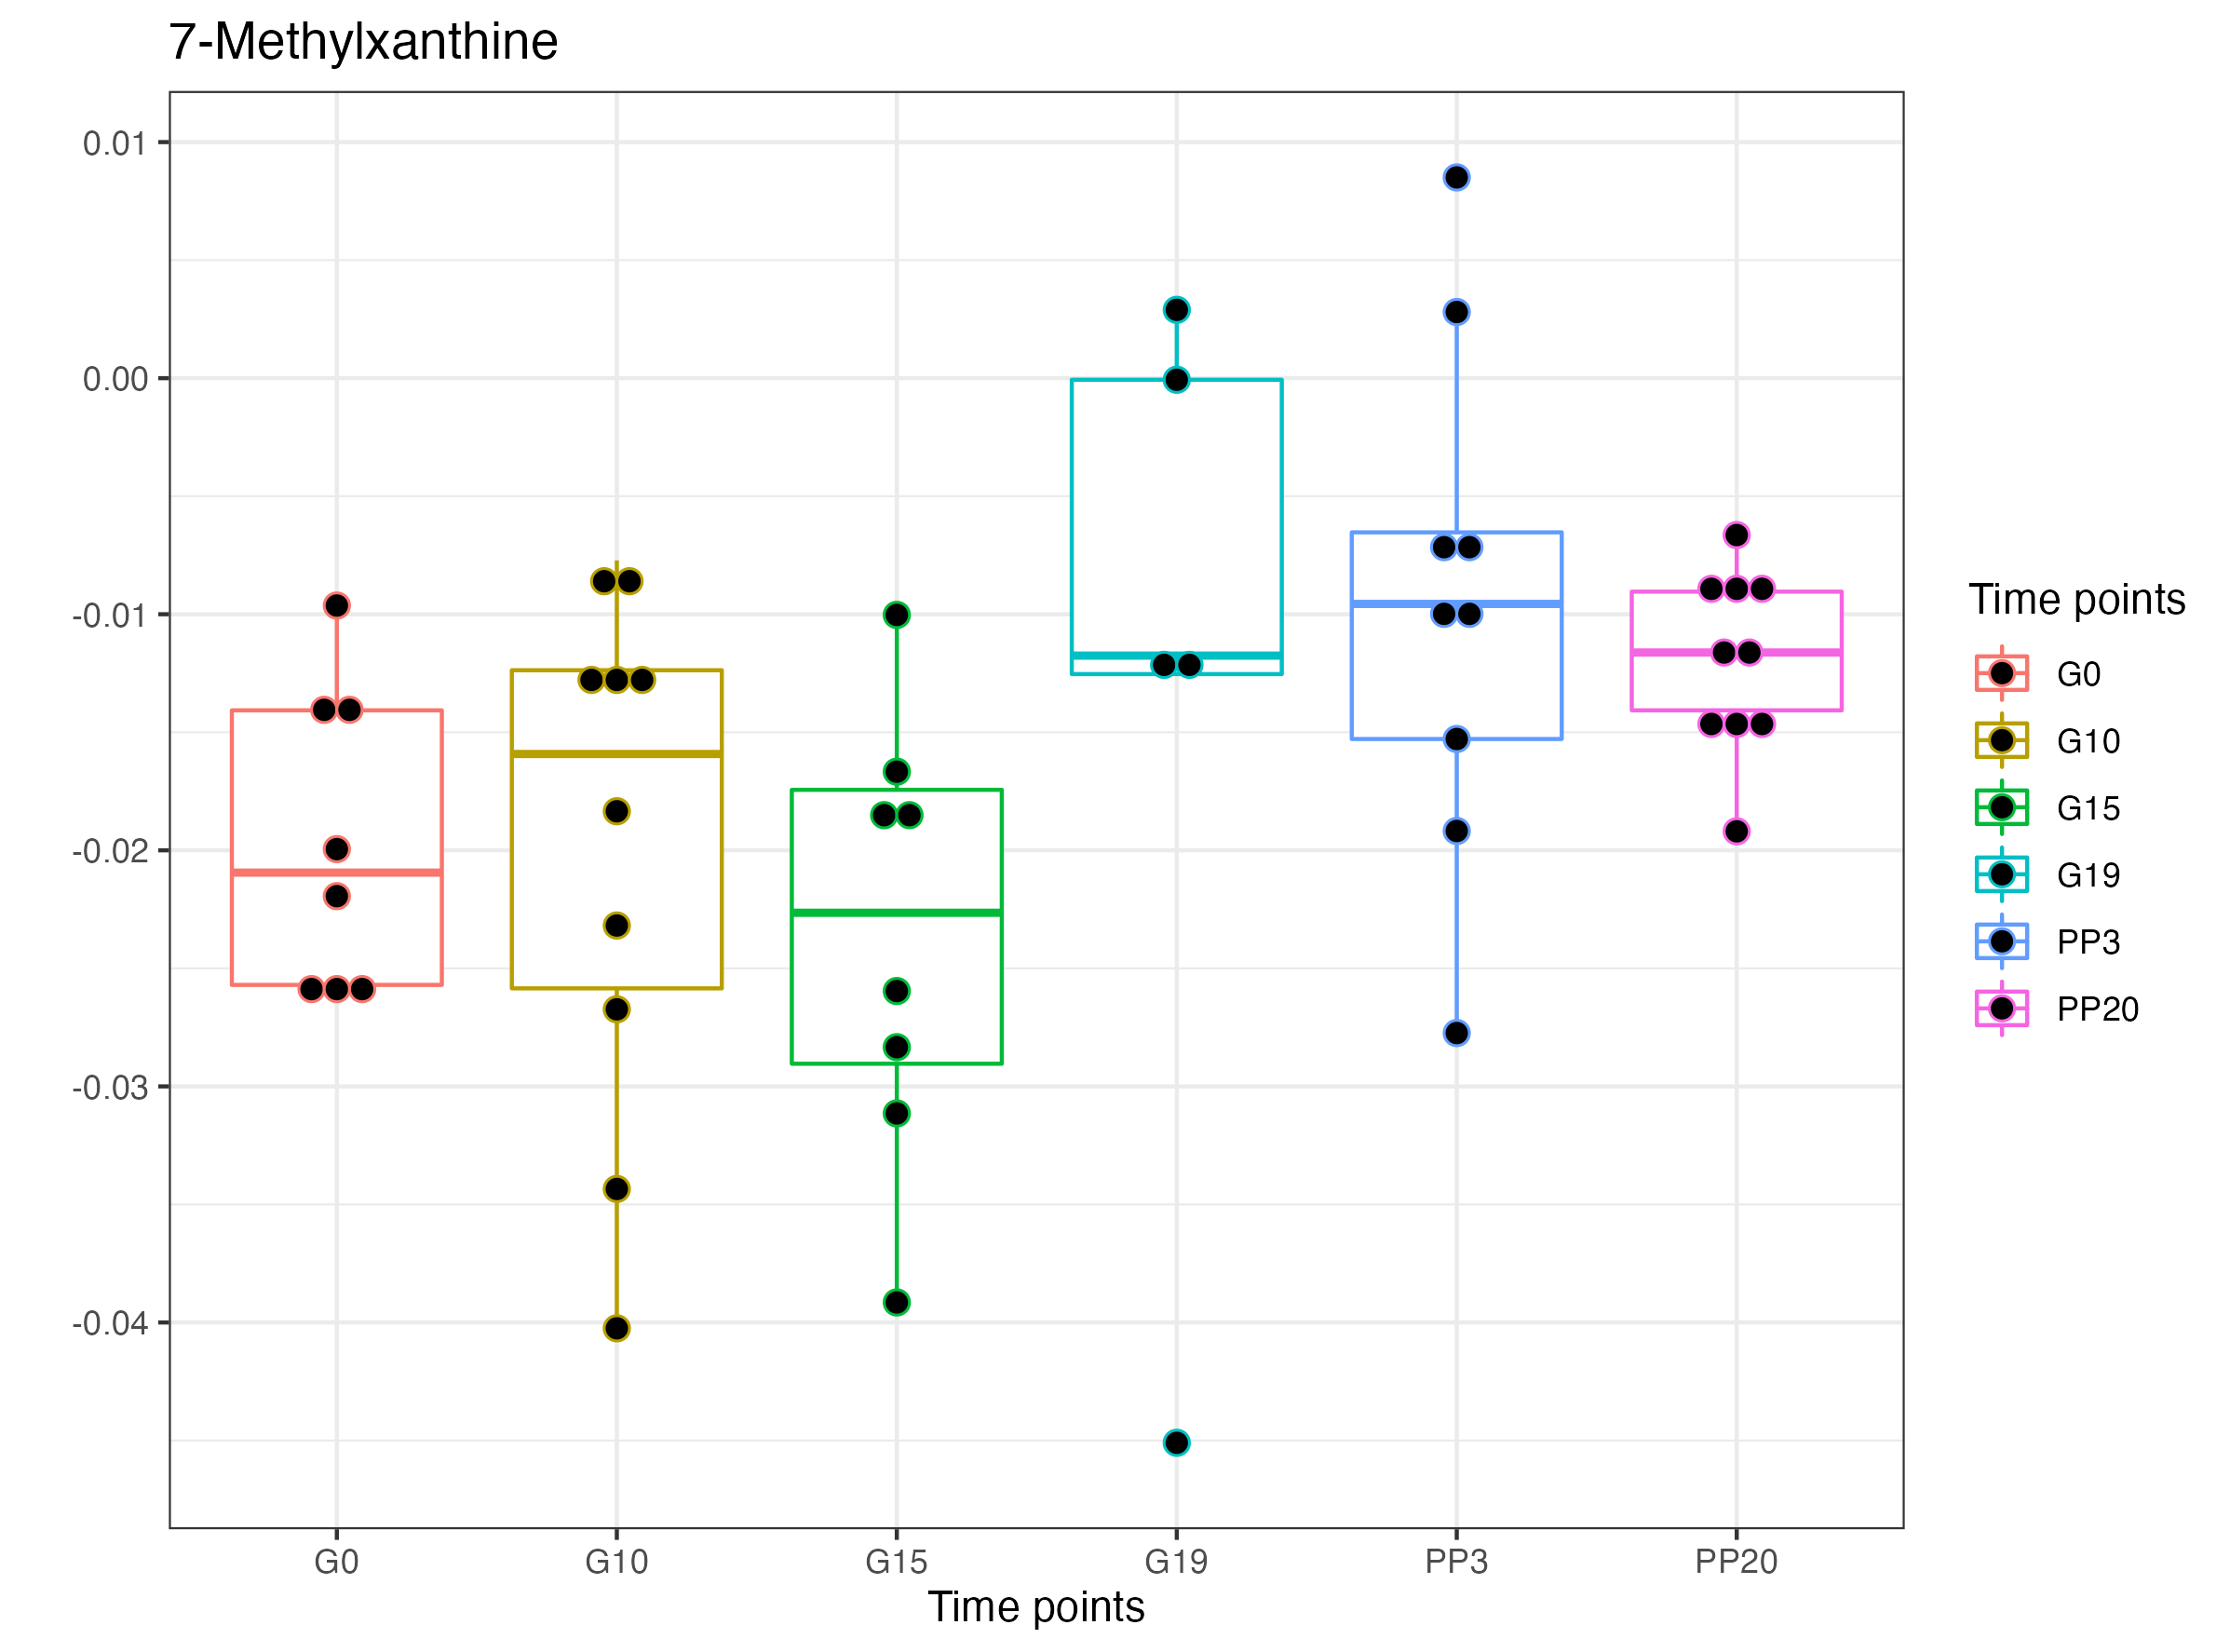 7-Methylxanthine
0.01
0.00
-0.01
-0.02
-0.03
-0.04
G0 G10 G15 G19 PP3 PP20
Time points
Time points
G0
G10
G15
G19
PP3
PP20